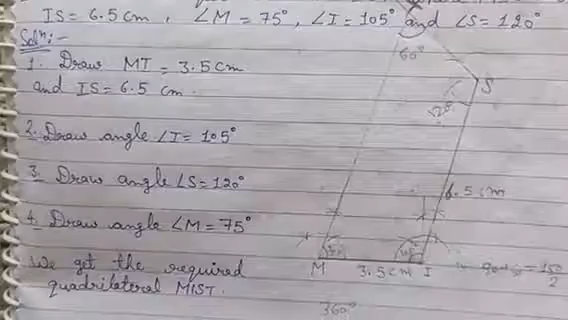 IS = 6.5 cm, ∠M = 75°, ∠I = 105° and ∠S = 120°
Solⁿ:-
1. Draw MI = 3.5 cm
and IS = 6.5 cm.
2. Draw angle ∠I = 105°
3. Draw angle ∠S = 120°
4. Draw angle ∠M = 75°
We get the required
quadrilateral MIST.
60°
S
120°
6.5 cm
M 3.5 cm I
360°